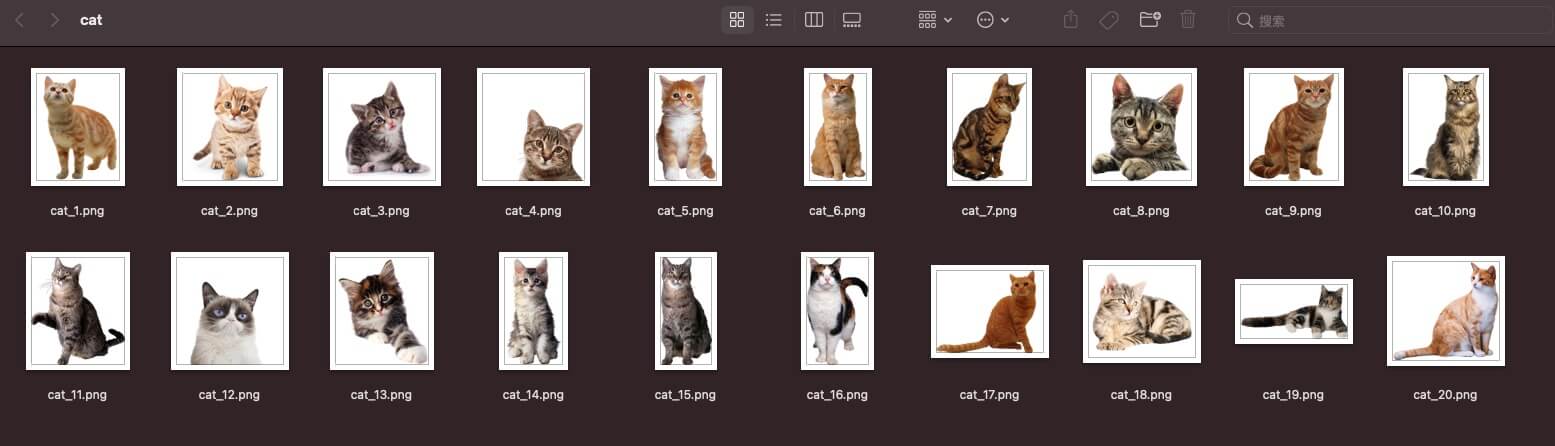 cat
搜索
cat_1.png
cat_2.png
cat_3.png
cat_4.png
cat_5.png
cat_6.png
cat_7.png
cat_8.png
cat_9.png
cat_10.png
cat_11.png
cat_12.png
cat_13.png
cat_14.png
cat_15.png
cat_16.png
cat_17.png
cat_18.png
cat_19.png
cat_20.png